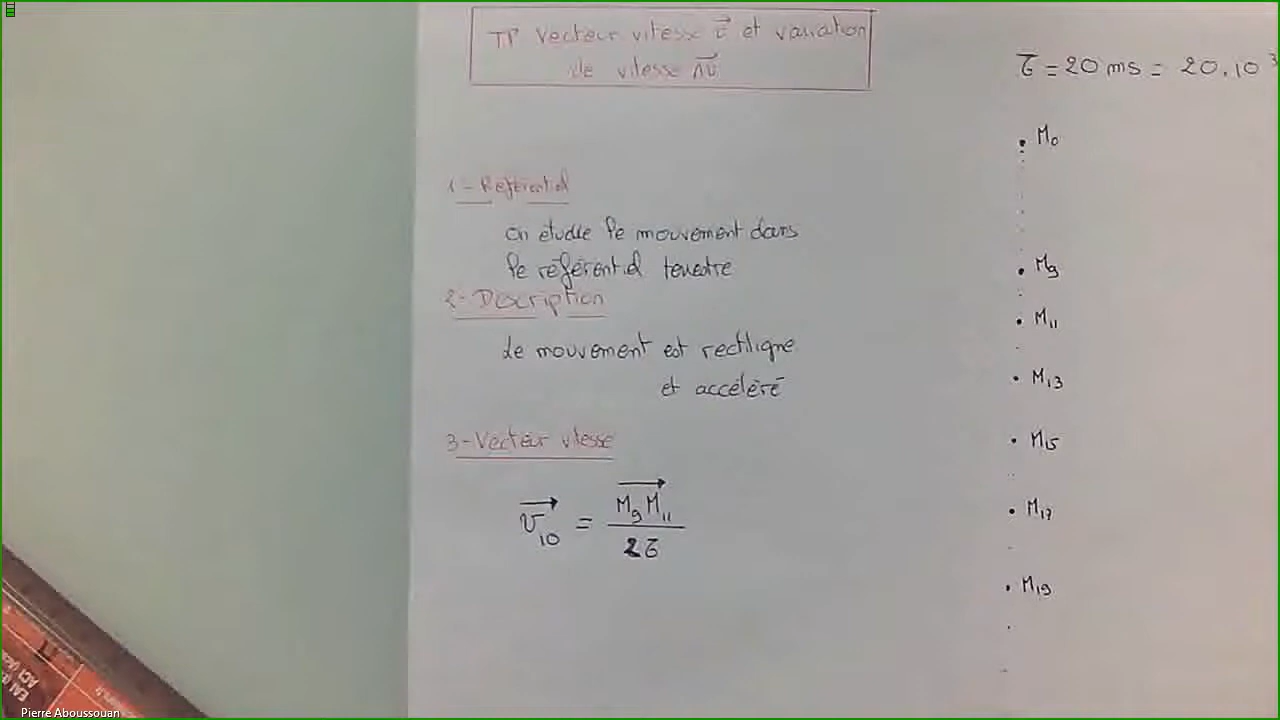 TP Vecteur vitesse v⃗ et variation
de vitesse Δv⃗
τ = 20 ms = 20.10³
1 - Référentiel
on étudie le mouvement dans
le référentiel terrestre
2 - Description
Le mouvement est rectiligne
et accéléré
3 - Vecteur vitesse
v⃗₁₀ = M₉M₁₁ / 2τ
M₀
M₉
M₁₁
M₁₃
M₁₅
M₁₇
M₁₉
Pierre Aboussouan